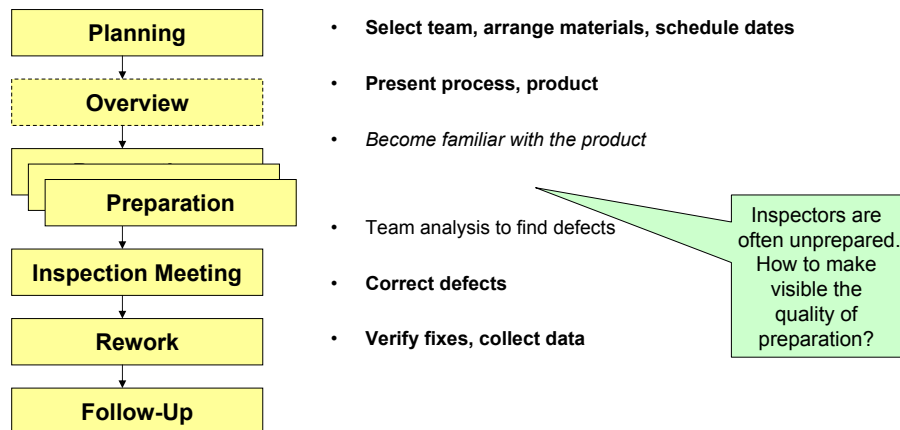 Planning
• Select team, arrange materials, schedule dates
Overview
• Present process, product
• Become familiar with the product
Preparation
• Team analysis to find defects
Inspection Meeting
• Correct defects
Rework
• Verify fixes, collect data
Follow-Up
Inspectors are
often unprepared.
How to make
visible the
quality of
preparation?